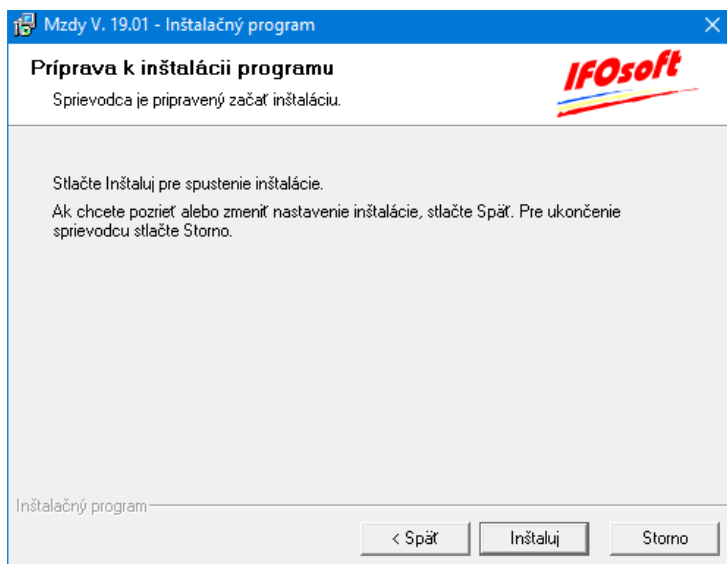 Mzdy V. 19.01 - Inštalačný program
Príprava k inštálácii programu
Sprievodca je pripravený začať inštaláciu.
IFOsoft
Stlačte Inštaluj pre spustenie inštalácie.
Ak chcete pozrieť alebo zmeniť nastavenie inštalácie, stlačte Späť. Pre ukončenie
sprievodcu stlačte Storno.
Inštalačný program
< Späť
Inštaluj
Storno